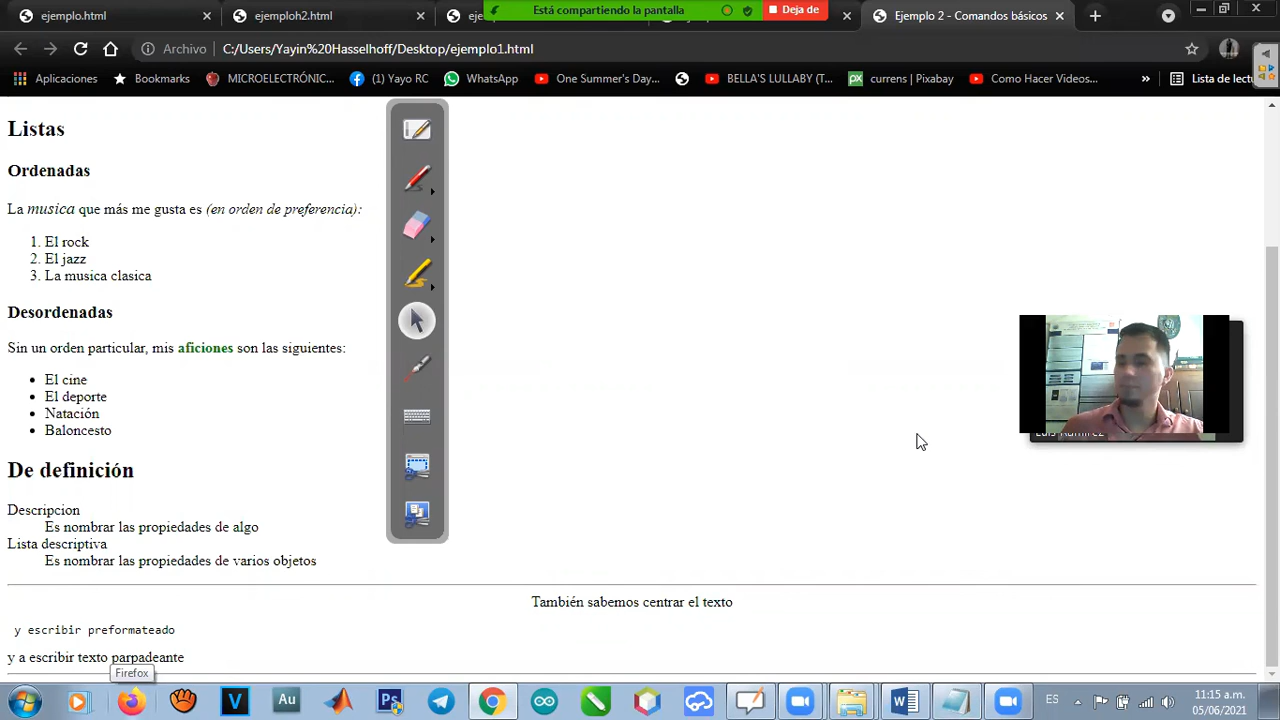 ejemplo.html
ejemploh2.html
eje
Está compartiendo la pantalla
Deja de
Ejemplo 2 - Comandos básicos
Archivo
C:/Users/Yayin%20Hasselhoff/Desktop/ejemplo1.html
Aplicaciones
Bookmarks
MICROELECTRÓNIC...
(1) Yayo RC
WhatsApp
One Summer's Day...
BELLA'S LULLABY (T...
currens | Pixabay
Como Hacer Videos...
»
Lista de lectu
Listas
Ordenadas
La musica que más me gusta es (en orden de preferencia):
1. El rock
2. El jazz
3. La musica clasica
Desordenadas
Sin un orden particular, mis aficiones son las siguientes:
• El cine
• El deporte
• Natación
• Baloncesto
De definición
Descripcion
Es nombrar las propiedades de algo
Lista descriptiva
Es nombrar las propiedades de varios objetos
También sabemos centrar el texto
y escribir preformateado
y a escribir texto parpadeante
Firefox
V
Au
Ps
W
ES
11:15 a.m.
05/06/2021